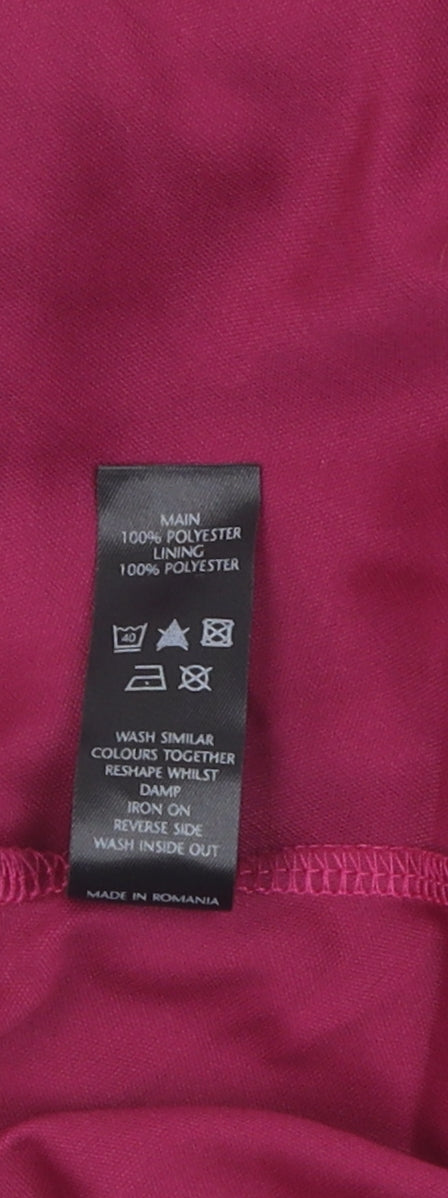 MAIN
100% POLYESTER
LINING
100% POLYESTER
40
WASH SIMILAR
COLOURS TOGETHER
RESHAPE WHILST
DAMP
IRON ON
REVERSE SIDE
WASH INSIDE OUT
MADE IN ROMANIA